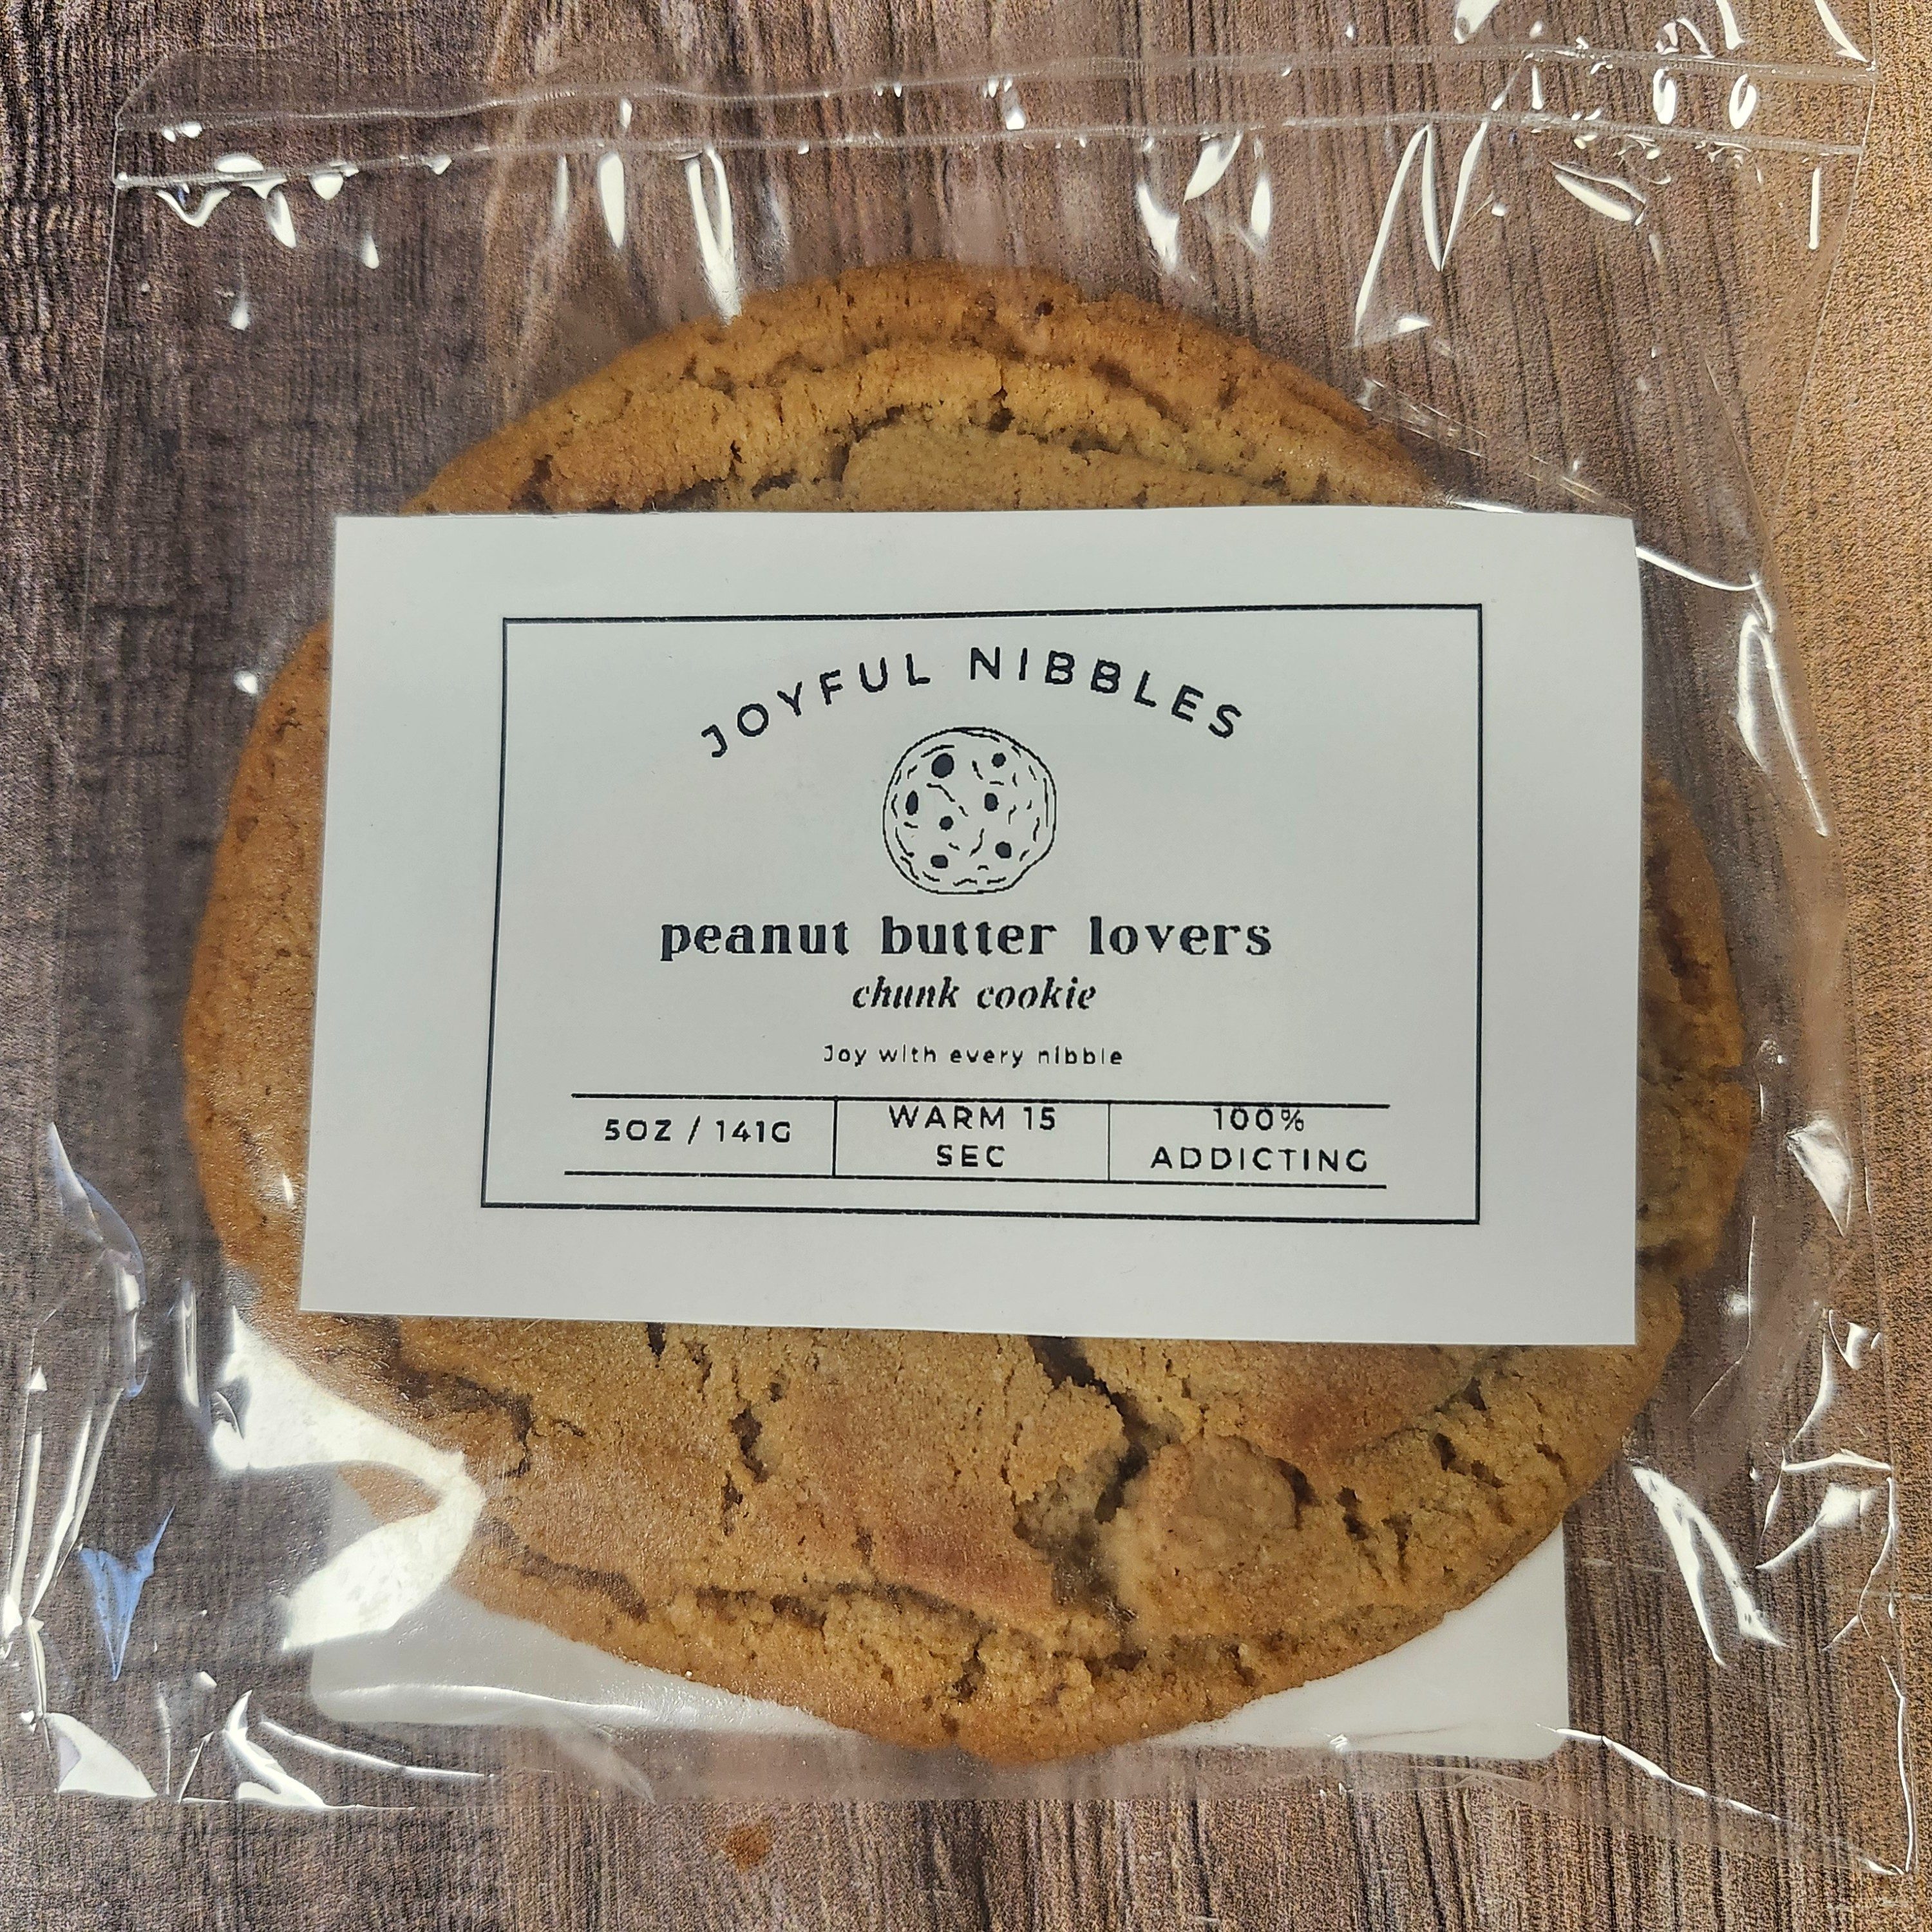 JOYFUL NIBBLES
peanut butter lovers
chunk cookie
Joy with every nibble
5OZ / 141G
WARM 15
SEC
100%
ADDICTING